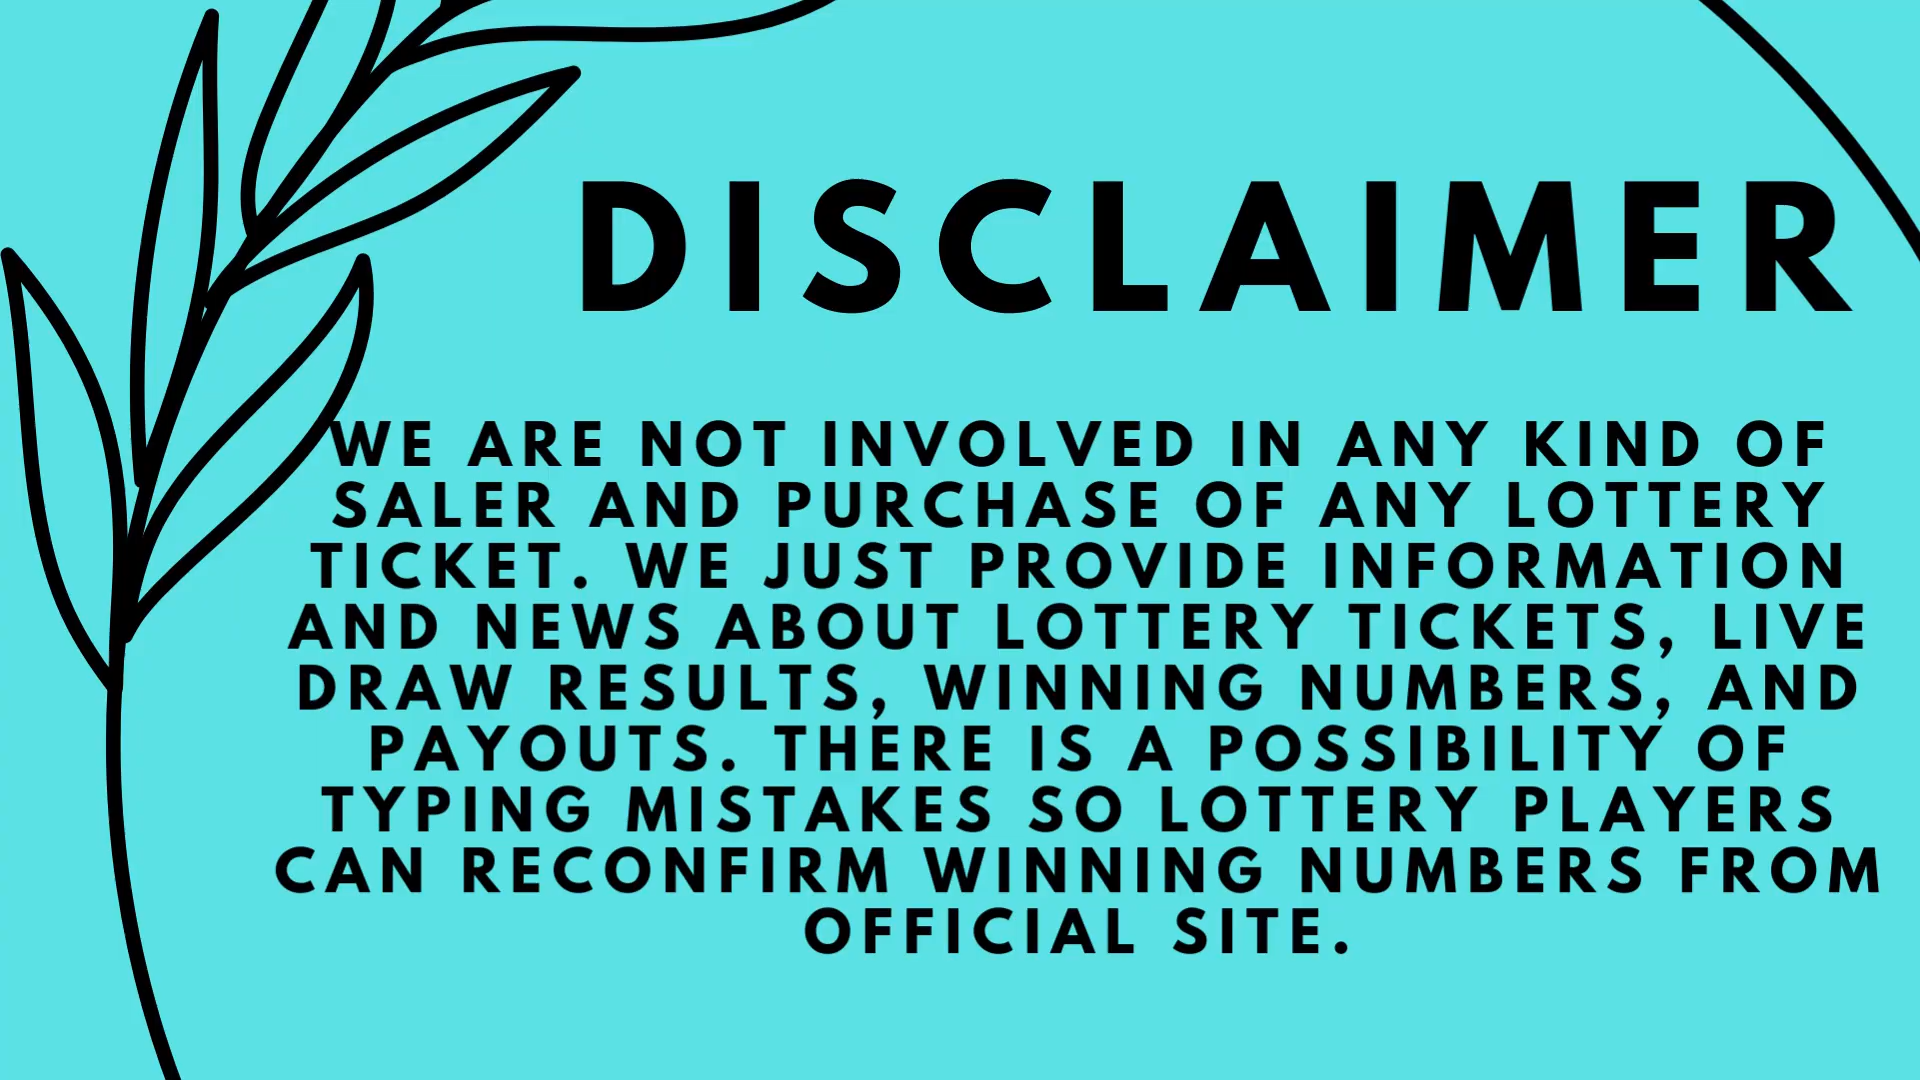 DISCLAIMER
WE ARE NOT INVOLVED IN ANY KIND OF
SALER AND PURCHASE OF ANY LOTTERY
TICKET. WE JUST PROVIDE INFORMATION
AND NEWS ABOUT LOTTERY TICKETS, LIVE
DRAW RESULTS, WINNING NUMBERS, AND
PAYOUTS. THERE IS A POSSIBILITY OF
TYPING MISTAKES SO LOTTERY PLAYERS
CAN RECONFIRM WINNING NUMBERS FROM
OFFICIAL SITE.